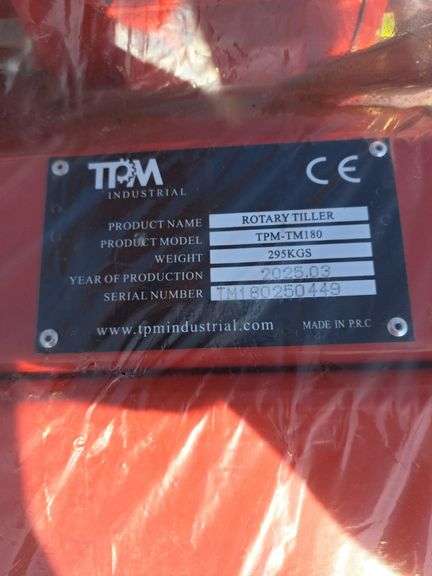 TPM
INDUSTRIAL
CE
PRODUCT NAME ROTARY TILLER
PRODUCT MODEL TPM-TM180
WEIGHT 295KGS
YEAR OF PRODUCTION 2025.03
SERIAL NUMBER TM180250449
www.tpmindustrial.com MADE IN P.R.C